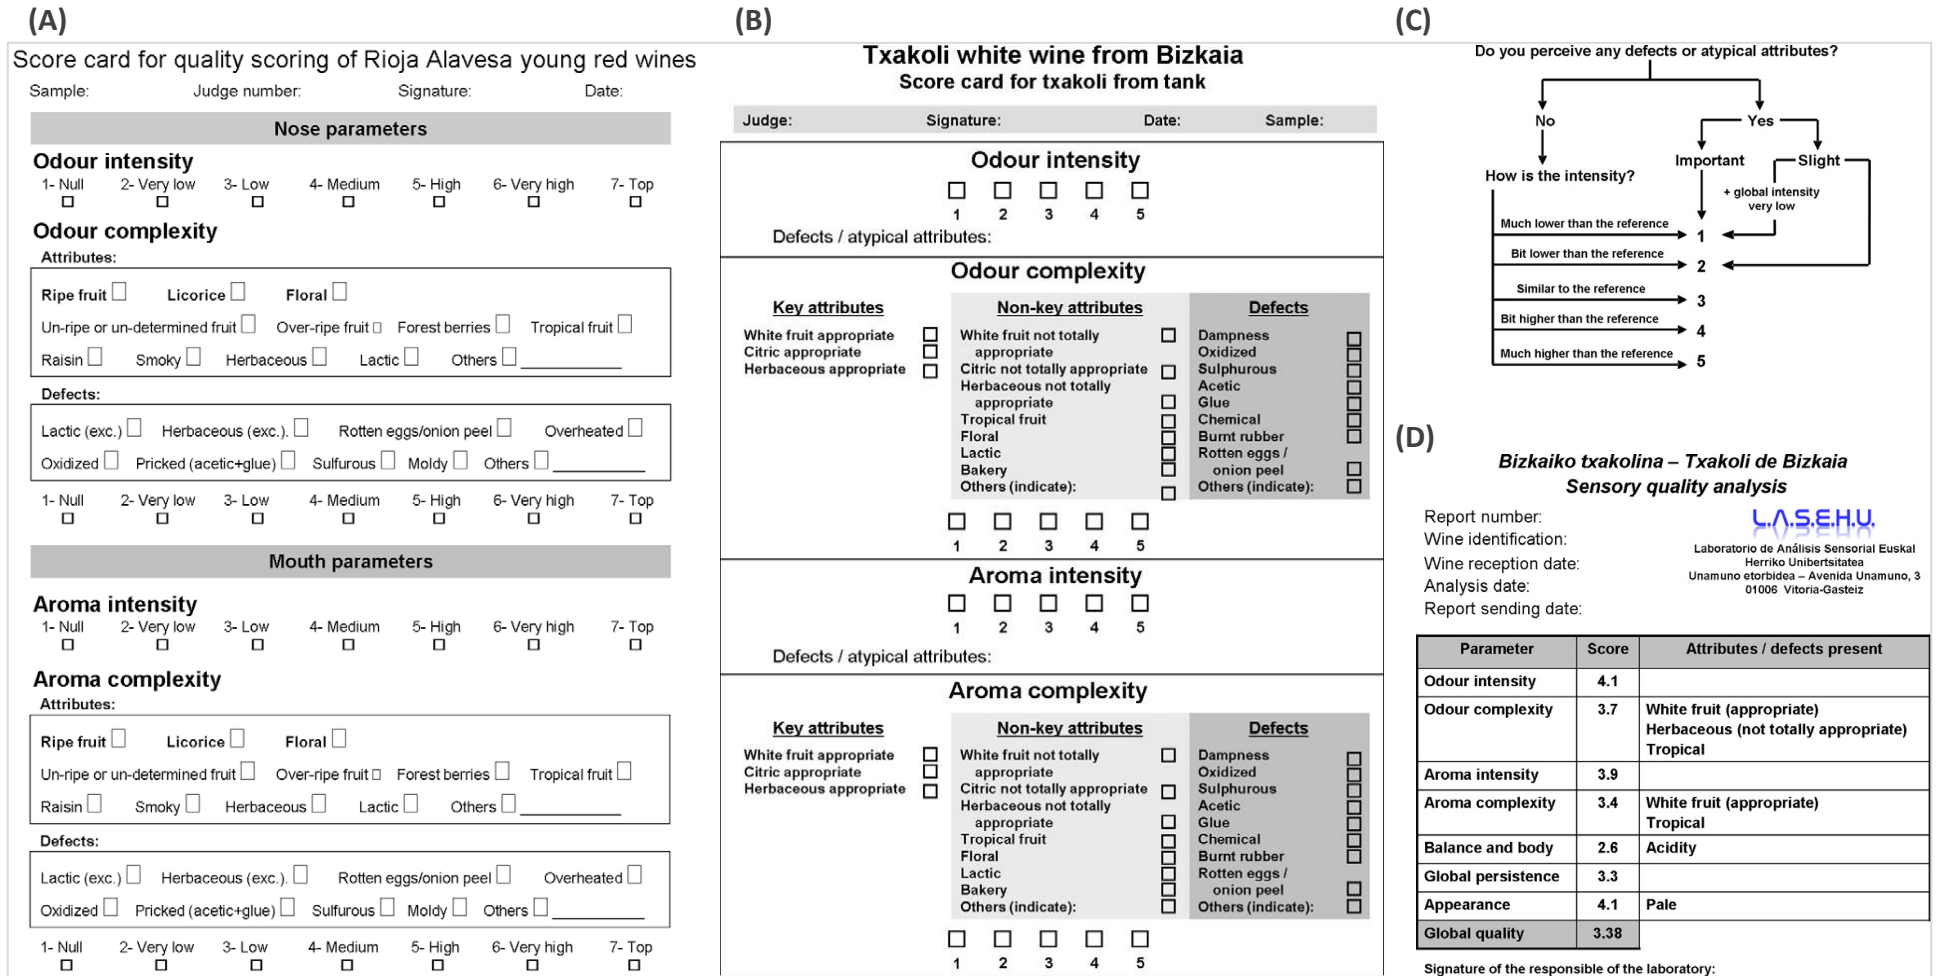 (A)
Score card for quality scoring of Rioja Alavesa young red wines
Sample: Judge number: Signature: Date:
Nose parameters
Odour intensity
1- Null 2- Very low 3- Low 4- Medium 5- High 6- Very high 7- Top
Odour complexity
Attributes:
Ripe fruit Licorice Floral
Un-ripe or un-determined fruit Over-ripe fruit Forest berries Tropical fruit
Raisin Smoky Herbaceous Lactic Others
Defects:
Lactic (exc.) Herbaceous (exc.). Rotten eggs/onion peel Overheated
Oxidized Pricked (acetic+glue) Sulfurous Moldy Others
1- Null 2- Very low 3- Low 4- Medium 5- High 6- Very high 7- Top
Mouth parameters
Aroma intensity
1- Null 2- Very low 3- Low 4- Medium 5- High 6- Very high 7- Top
Aroma complexity
Attributes:
Ripe fruit Licorice Floral
Un-ripe or un-determined fruit Over-ripe fruit Forest berries Tropical fruit
Raisin Smoky Herbaceous Lactic Others
Defects:
Lactic (exc.) Herbaceous (exc.). Rotten eggs/onion peel Overheated
Oxidized Pricked (acetic+glue) Sulfurous Moldy Others
1- Null 2- Very low 3- Low 4- Medium 5- High 6- Very high 7- Top
(B)
Txakoli white wine from Bizkaia
Score card for txakoli from tank
Judge: Signature: Date: Sample:
Odour intensity
1 2 3 4 5
Defects / atypical attributes:
Odour complexity
Key attributes
White fruit appropriate
Citric appropriate
Herbaceous appropriate
Non-key attributes
White fruit not totally
appropriate
Citric not totally appropriate
Herbaceous not totally
appropriate
Tropical fruit
Floral
Lactic
Bakery
Others (indicate):
Defects
Dampness
Oxidized
Sulphurous
Acetic
Glue
Chemical
Burnt rubber
Rotten eggs /
onion peel
Others (indicate):
1 2 3 4 5
Aroma intensity
1 2 3 4 5
Defects / atypical attributes:
Aroma complexity
Key attributes
White fruit appropriate
Citric appropriate
Herbaceous appropriate
Non-key attributes
White fruit not totally
appropriate
Citric not totally appropriate
Herbaceous not totally
appropriate
Tropical fruit
Floral
Lactic
Bakery
Others (indicate):
Defects
Dampness
Oxidized
Sulphurous
Acetic
Glue
Chemical
Burnt rubber
Rotten eggs /
onion peel
Others (indicate):
1 2 3 4 5
(C)
Do you perceive any defects or atypical attributes?
No Yes
Important Slight
How is the intensity?
+ global intensity
very low
Much lower than the reference 1
Bit lower than the reference 2
Similar to the reference 3
Bit higher than the reference 4
Much higher than the reference 5
(D)
Bizkaiko txakolina – Txakoli de Bizkaia
Sensory quality analysis
Report number:
Wine identification:
Wine reception date:
Analysis date:
Report sending date:
L.A.S.E.H.U.
Laboratorio de Análisis Sensorial Euskal
Herriko Unibertsitatea
Unamuno etorbidea – Avenida Unamuno, 3
01006 Vitoria-Gasteiz
Parameter Score Attributes / defects present
Odour intensity 4.1
Odour complexity 3.7 White fruit (appropriate)
Herbaceous (not totally appropriate)
Tropical
Aroma intensity 3.9
Aroma complexity 3.4 White fruit (appropriate)
Tropical
Balance and body 2.6 Acidity
Global persistence 3.3
Appearance 4.1 Pale
Global quality 3.38
Signature of the responsible of the laboratory: